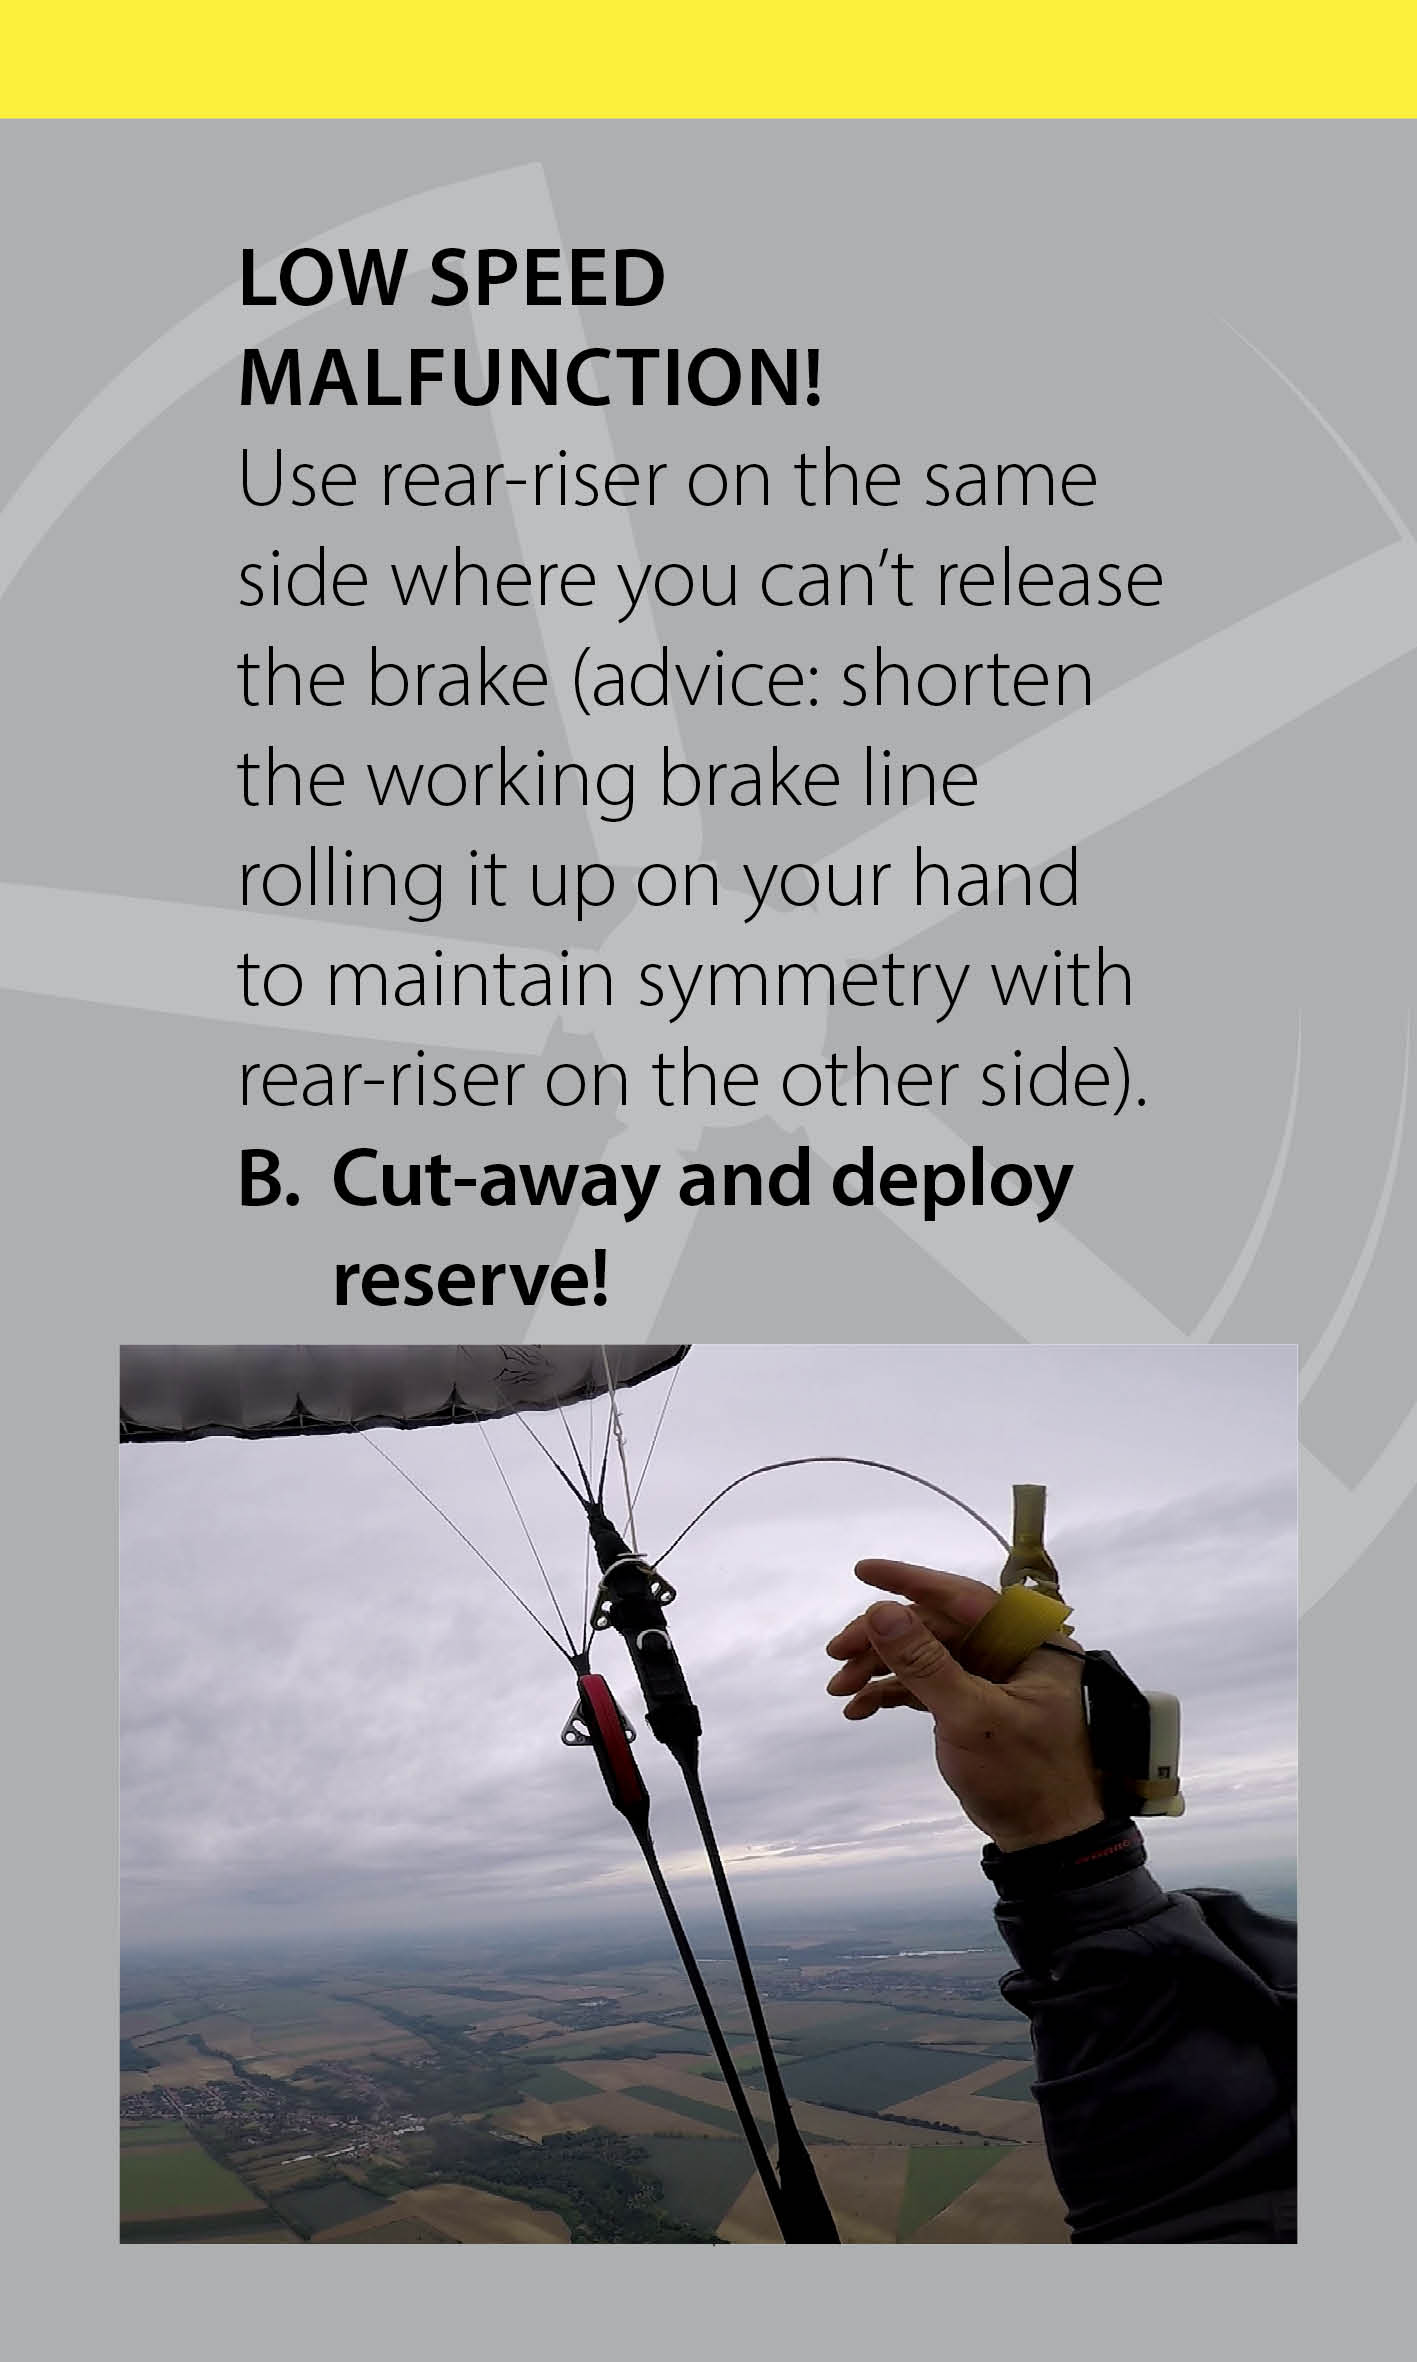 LOW SPEED
MALFUNCTION!
Use rear-riser on the same
side where you can’t release
the brake (advice: shorten
the working brake line
rolling it up on your hand
to maintain symmetry with
rear-riser on the other side).
B. Cut-away and deploy
reserve!